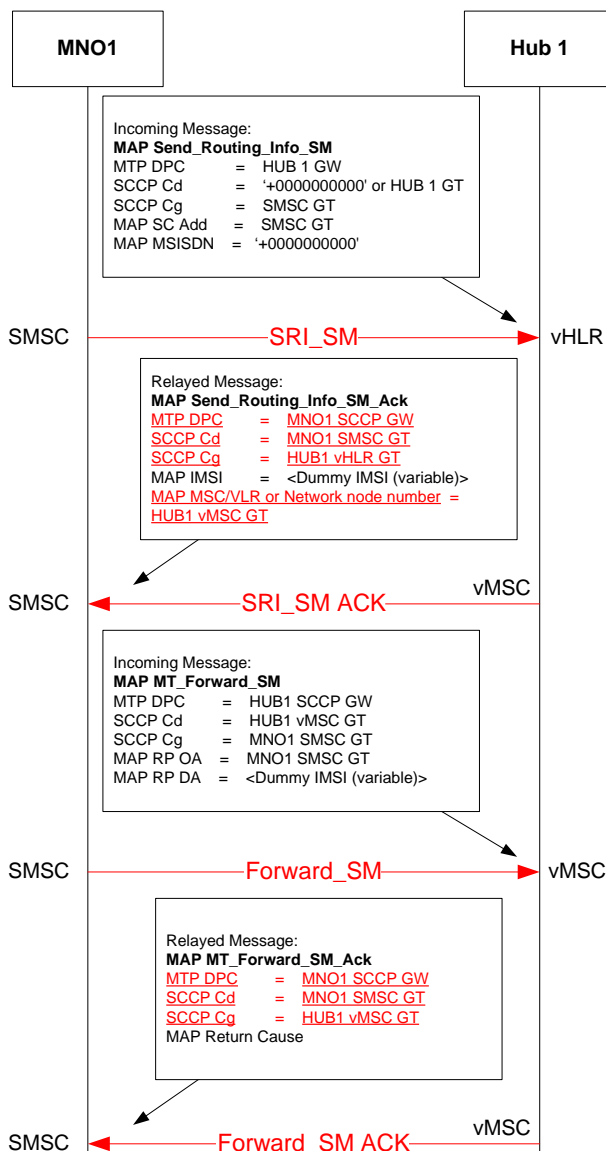 MNO1
Hub 1
Incoming Message:
MAP Send_Routing_Info_SM
MTP DPC = HUB 1 GW
SCCP Cd = '+0000000000' or HUB 1 GT
SCCP Cg = SMSC GT
MAP SC Add = SMSC GT
MAP MSISDN = '+0000000000'
SMSC
SRI_SM
vHLR
Relayed Message:
MAP Send_Routing_Info_SM_Ack
MTP DPC = MNO1 SCCP GW
SCCP Cd = MNO1 SMSC GT
SCCP Cg = HUB1 vHLR GT
MAP IMSI = <Dummy IMSI (variable)>
MAP MSC/VLR or Network node number =
HUB1 vMSC GT
SMSC
SRI_SM ACK
vMSC
Incoming Message:
MAP MT_Forward_SM
MTP DPC = HUB1 SCCP GW
SCCP Cd = HUB1 vMSC GT
SCCP Cg = MNO1 SMSC GT
MAP RP OA = MNO1 SMSC GT
MAP RP DA = <Dummy IMSI (variable)>
SMSC
Forward_SM
vMSC
Relayed Message:
MAP MT_Forward_SM_Ack
MTP DPC = MNO1 SCCP GW
SCCP Cd = MNO1 SMSC GT
SCCP Cg = HUB1 vMSC GT
MAP Return Cause
SMSC
Forward_SM ACK
vMSC